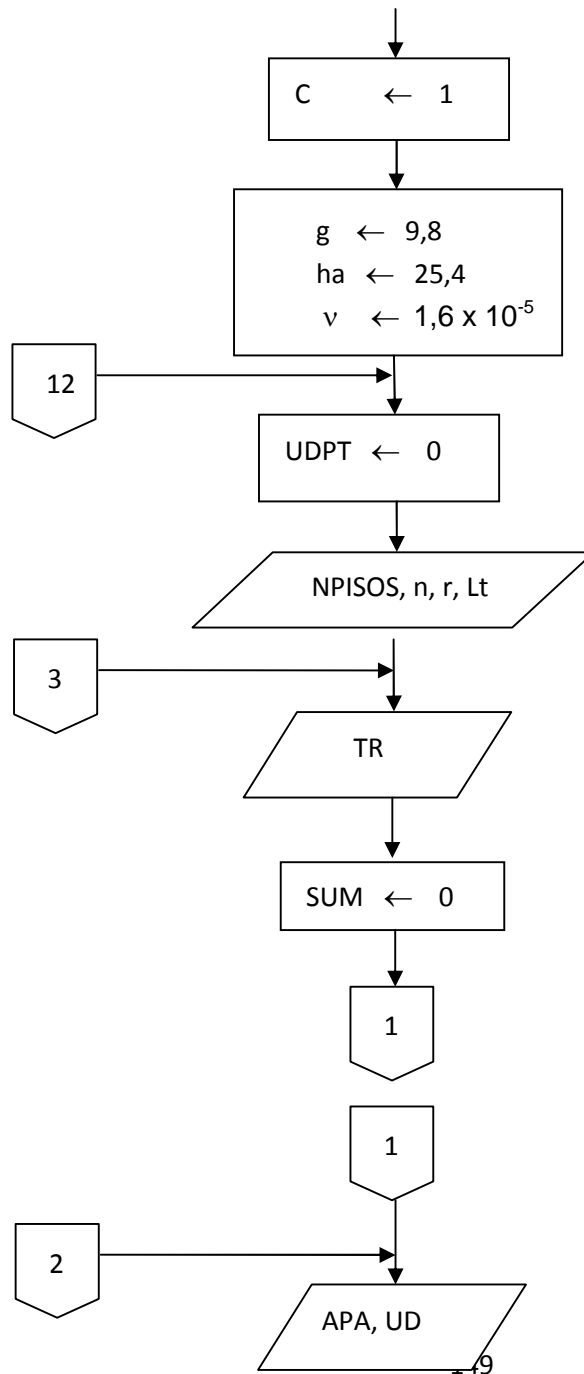 C ← 1
g ← 9,8
ha ← 25,4
ν ← 1,6 x 10⁻⁵
12
UDPT ← 0
NPISOS, n, r, Lt
3
TR
SUM ← 0
1
1
2
APA, UD
149